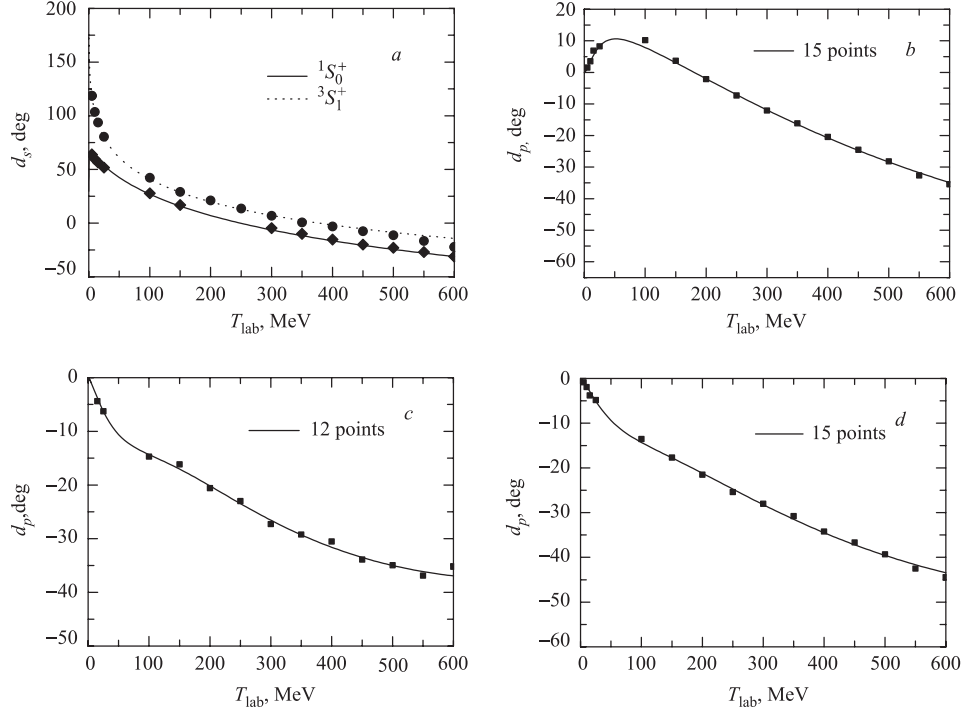 200
150
100
50
0
−50
d_s, deg
a
^1S_0^+
^3S_1^+
0 100 200 300 400 500 600
T_lab, MeV
20
10
0
−10
−20
−30
−40
−50
−60
d_p, deg
15 points b
0 100 200 300 400 500 600
T_lab, MeV
0
−10
−20
−30
−40
−50
d_p, deg
c
12 points
0 100 200 300 400 500 600
T_lab, MeV
0
−10
−20
−30
−40
−50
−60
d_p, deg
15 points d
0 100 200 300 400 500 600
T_lab, MeV